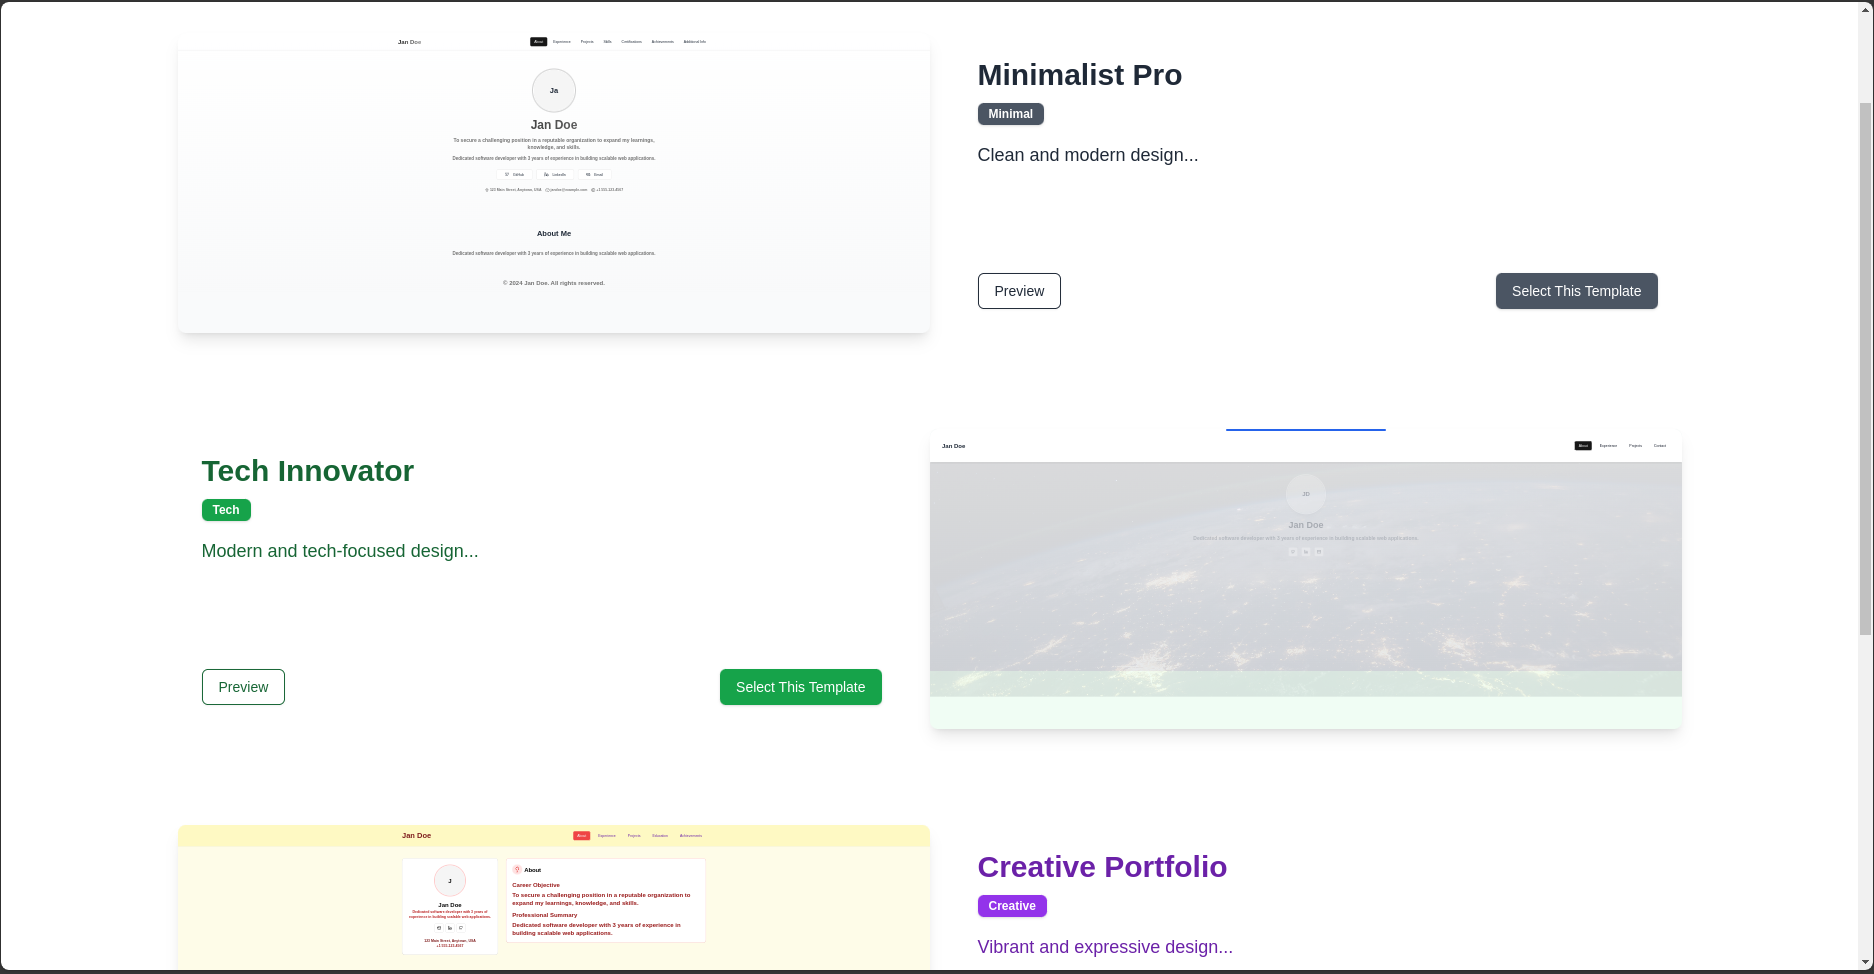 Jan Doe
About Experience Projects Skills Certifications Achievements Additional Info
Ja
Jan Doe
To secure a challenging position in a reputable organization to expand my learnings,
knowledge, and skills.
Dedicated software developer with 3 years of experience in building scalable web applications.
GitHub LinkedIn Email
123 Main Street, Anytown, USA
About Me
Dedicated software developer with 3 years of experience in building scalable web applications.
© 2024 Jan Doe. All rights reserved.
Minimalist Pro
Minimal
Clean and modern design...
Preview
Select This Template
Tech Innovator
Tech
Modern and tech-focused design...
Preview
Select This Template
Jan Doe
About Experience Projects Contact
JD
Jan Doe
Dedicated software developer with 3 years of experience in building scalable web applications.
Jan Doe
About Experience Projects Education Achievements
J
Jan Doe
Dedicated software developer with 3 years of
experience in building scalable web applications.
123 Main Street, Anytown, USA
About
Career Objective
To secure a challenging position in a reputable organization to
expand my learnings, knowledge, and skills.
Professional Summary
Dedicated software developer with 3 years of experience in
building scalable web applications.
Creative Portfolio
Creative
Vibrant and expressive design...